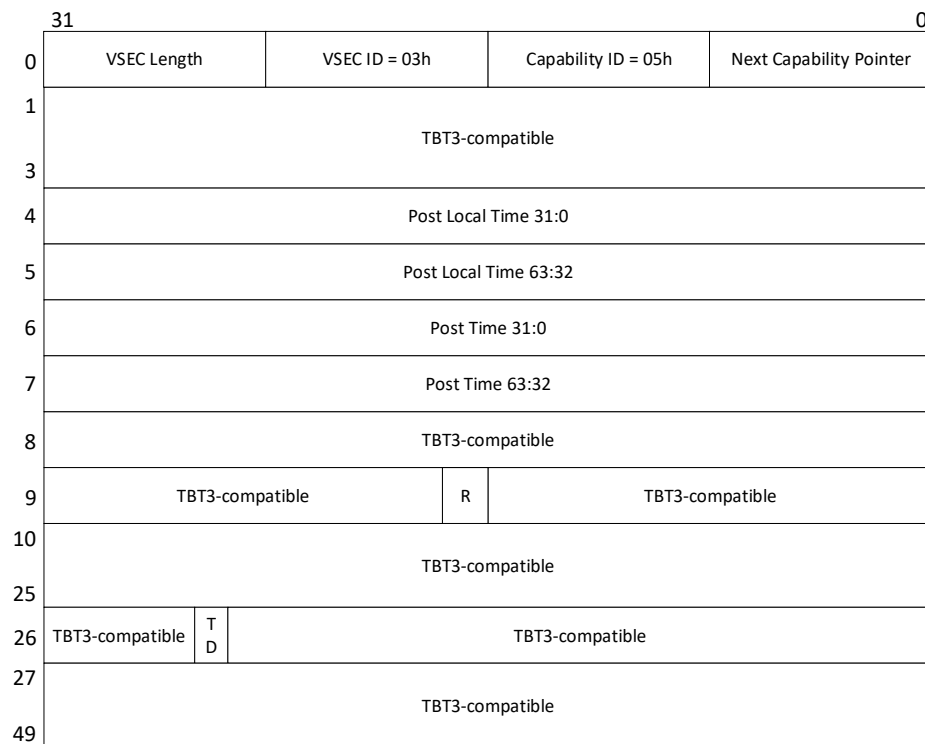 31 0
0 VSEC Length VSEC ID = 03h Capability ID = 05h Next Capability Pointer
1
TBT3-compatible
3
4 Post Local Time 31:0
5 Post Local Time 63:32
6 Post Time 31:0
7 Post Time 63:32
8 TBT3-compatible
9 TBT3-compatible R TBT3-compatible
10
TBT3-compatible
25
26 TBT3-compatible TD TBT3-compatible
27
TBT3-compatible
49